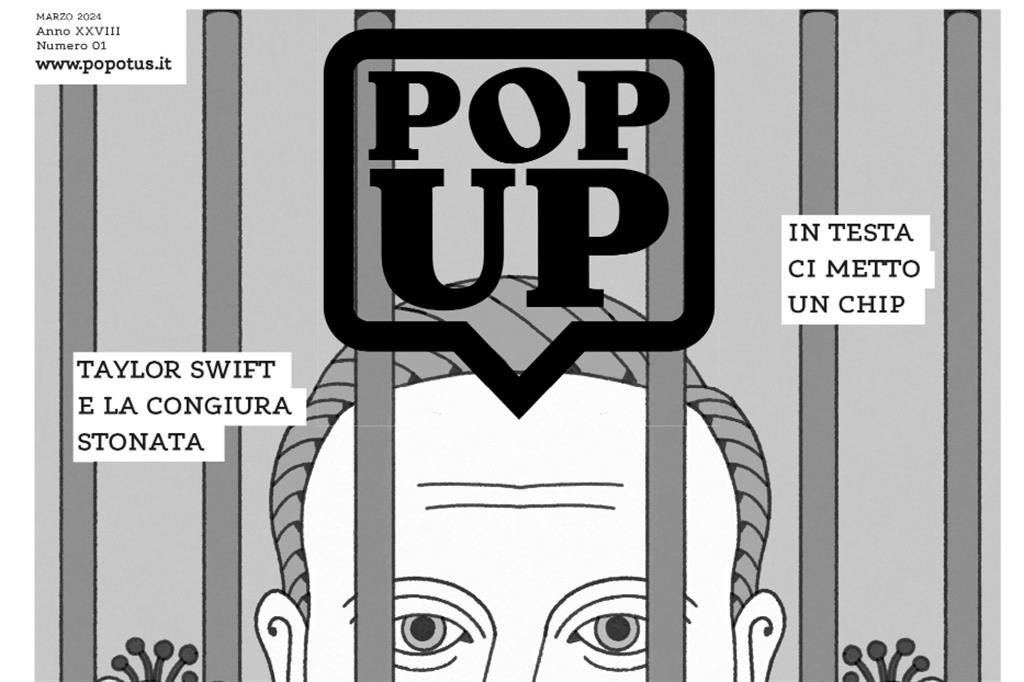 MARZO 2024
Anno XXVIII
Numero 01
www.popotus.it
POP
UP
IN TESTA
CI METTO
UN CHIP
TAYLOR SWIFT
E LA CONGIURA
STONATA